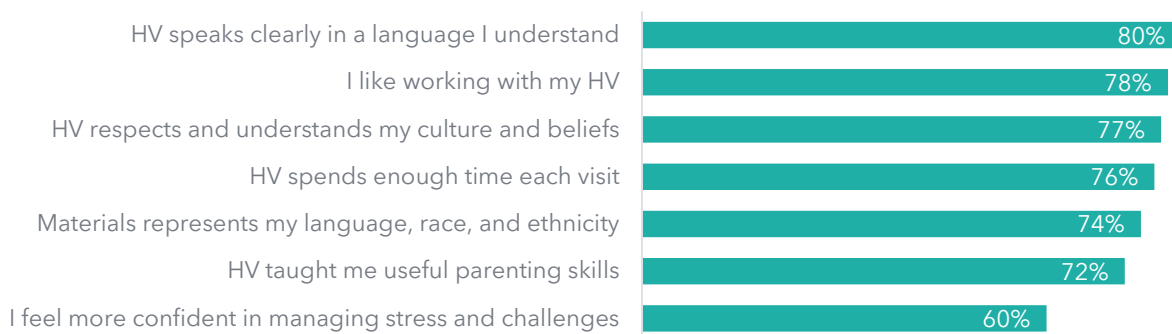 HV speaks clearly in a language I understand 80%
I like working with my HV 78%
HV respects and understands my culture and beliefs 77%
HV spends enough time each visit 76%
Materials represents my language, race, and ethnicity 74%
HV taught me useful parenting skills 72%
I feel more confident in managing stress and challenges 60%